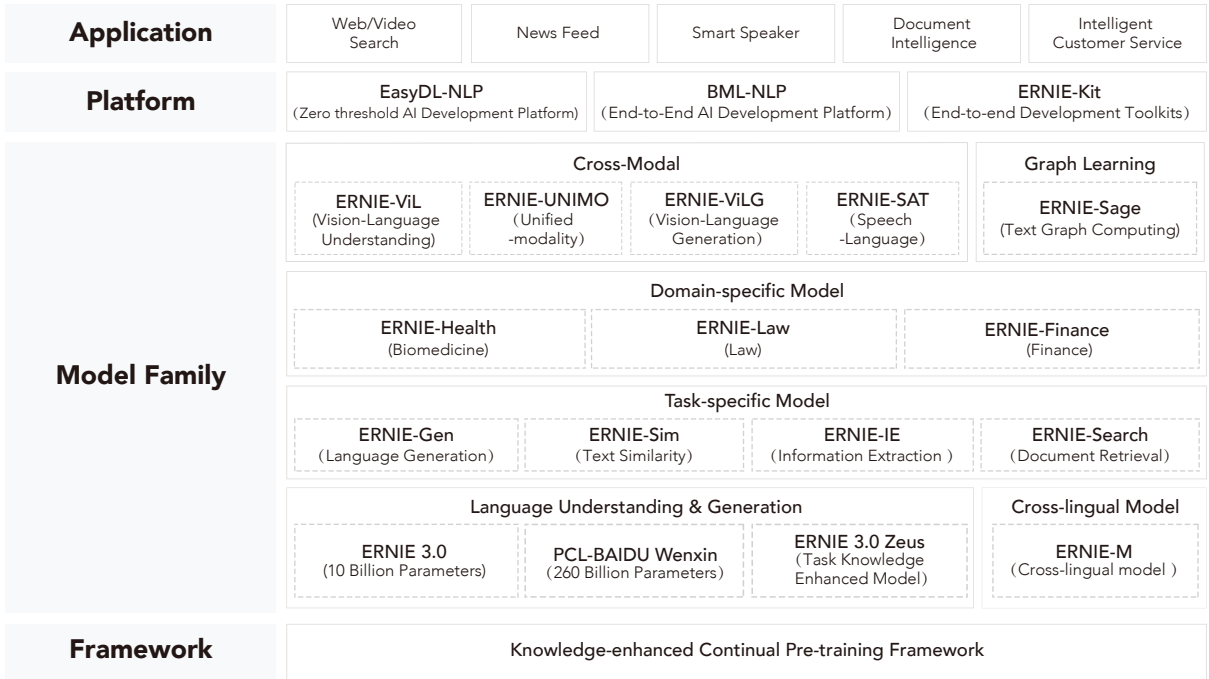 Application
Web/Video
Search
News Feed
Smart Speaker
Document
Intelligence
Intelligent
Customer Service
Platform
EasyDL-NLP
(Zero threshold AI Development Platform)
BML-NLP
(End-to-End AI Development Platform)
ERNIE-Kit
(End-to-end Development Toolkits)
Model Family
Cross-Modal
ERNIE-ViL
(Vision-Language
Understanding)
ERNIE-UNIMO
(Unified
-modality)
ERNIE-ViLG
(Vision-Language
Generation)
ERNIE-SAT
(Speech
-Language)
Graph Learning
ERNIE-Sage
(Text Graph Computing)
Domain-specific Model
ERNIE-Health
(Biomedicine)
ERNIE-Law
(Law)
ERNIE-Finance
(Finance)
Task-specific Model
ERNIE-Gen
(Language Generation)
ERNIE-Sim
(Text Similarity)
ERNIE-IE
(Information Extraction )
ERNIE-Search
(Document Retrieval)
Language Understanding & Generation
ERNIE 3.0
(10 Billion Parameters)
PCL-BAIDU Wenxin
(260 Billion Parameters)
ERNIE 3.0 Zeus
(Task Knowledge
Enhanced Model)
Cross-lingual Model
ERNIE-M
(Cross-lingual model )
Framework
Knowledge-enhanced Continual Pre-training Framework